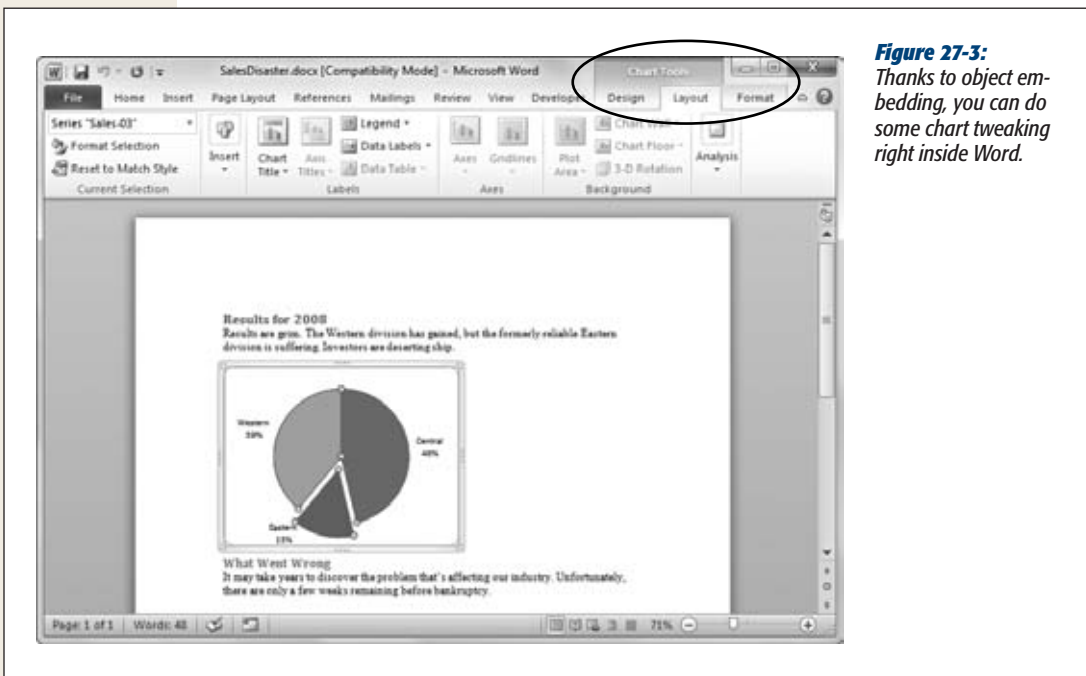 Figure 27-3:
Thanks to object em-
bedding, you can do
some chart tweaking
right inside Word.
SalesDisaster.docx [Compatibility Mode] - Microsoft Word
Chart Tools
File Home Insert Page Layout References Mailings Review View Developer Design Layout Format
Series "Sales-03"
Format Selection
Reset to Match Style
Current Selection
Insert
Chart Title
Axis Titles
Legend
Data Labels
Data Table
Labels
Axes
Gridlines
Axes
Plot Area
Chart Wall
Chart Floor
3-D Rotation
Background
Analysis
Results for 2008
Results are grim. The Western division has gained, but the formerly reliable Eastern
division is suffering. Investors are deserting ship.
Western
Central
Eastern
What Went Wrong
It may take years to discover the problem that's affecting our industry. Unfortunately,
there are only a few weeks remaining before bankruptcy.
Page: 1 of 1 Words: 48 71%